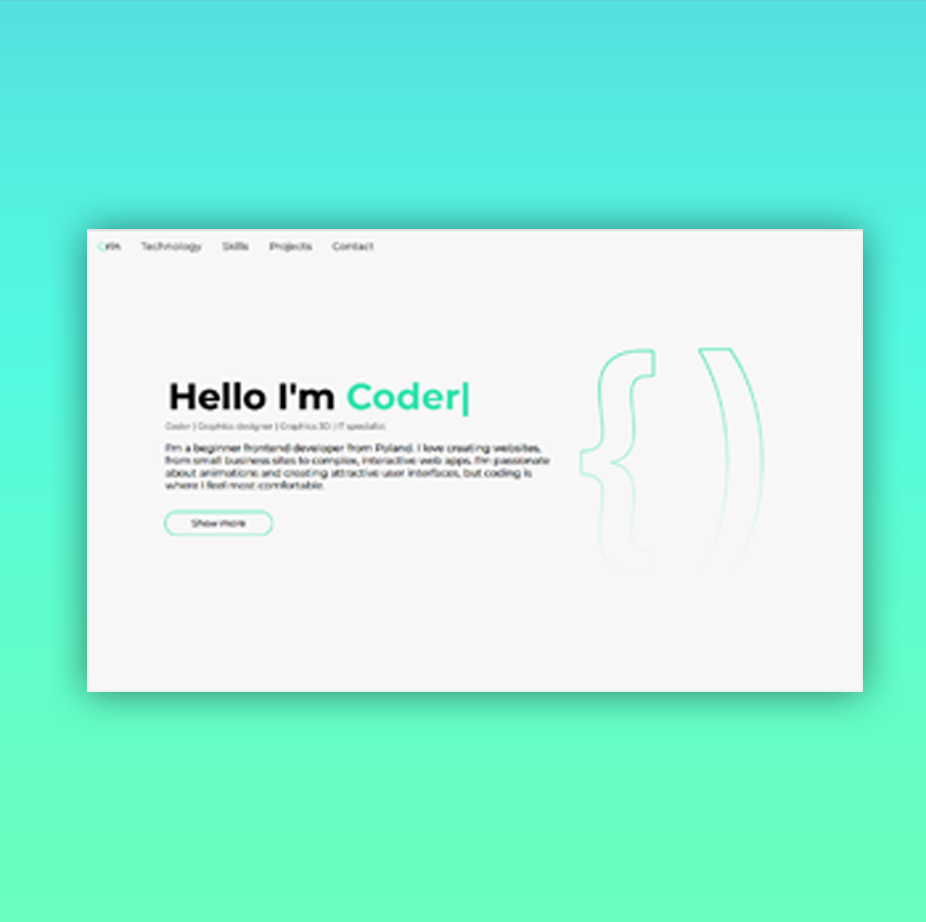 Technology Skills Projects Contact
Hello I'm Coder|
Coder | Graphics designer | Graphics 3D | IT specialist
I'm a beginner frontend developer from Poland. I love creating websites,
from small business sites to complex, interactive web apps. I'm passionate
about animations and creating attractive user interfaces, but coding is
where I feel most comfortable.
Show more
{ )